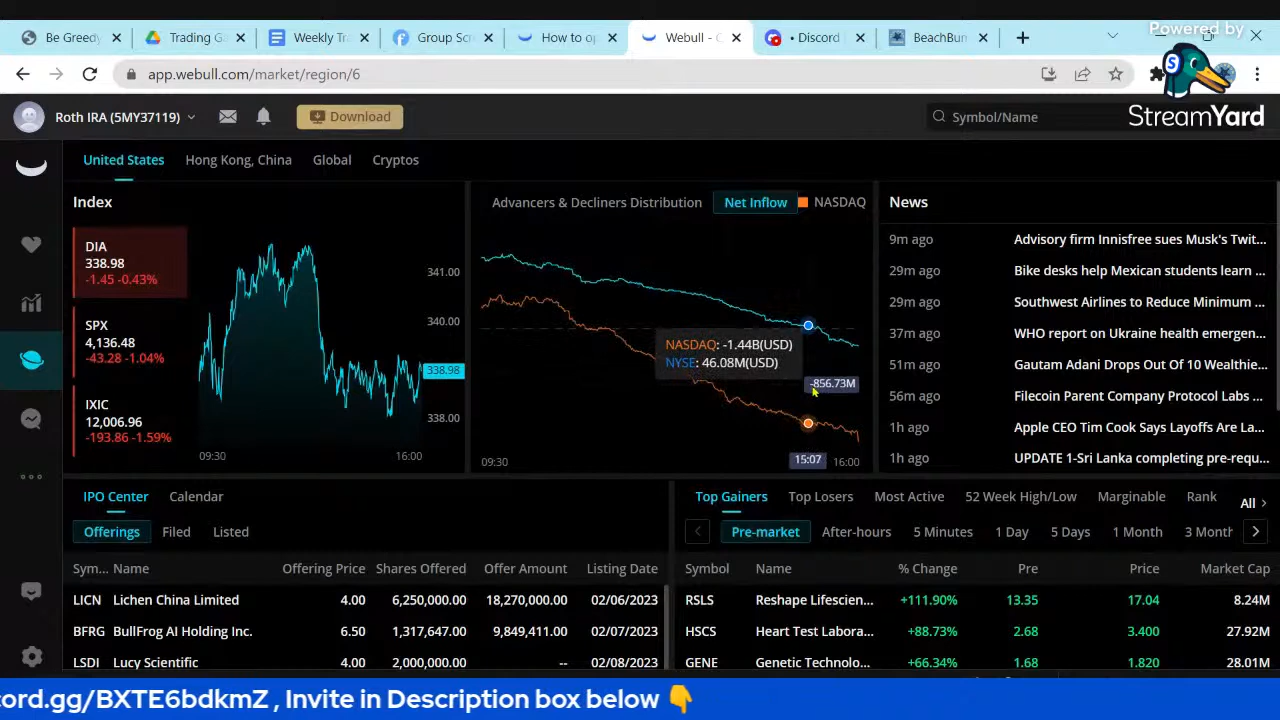 Powered by
StreamYard
Be Greedy
Trading G
Weekly Tr
Group Scr
How to op
Webull - C
• Discord
BeachBun
app.webull.com/market/region/6
Roth IRA (5MY37119)
Download
Symbol/Name
United States
Hong Kong, China
Global
Cryptos
Index
DIA
338.98
-1.45 -0.43%
SPX
4,136.48
-43.28 -1.04%
IXIC
12,006.96
-193.86 -1.59%
341.00
340.00
338.98
338.00
09:30
16:00
Advancers & Decliners Distribution
Net Inflow
NASDAQ
NASDAQ: -1.44B(USD)
NYSE: 46.08M(USD)
-856.73M
09:30
15:07
16:00
News
9m ago Advisory firm Innisfree sues Musk's Twit...
29m ago Bike desks help Mexican students learn ...
29m ago Southwest Airlines to Reduce Minimum ...
37m ago WHO report on Ukraine health emergen...
51m ago Gautam Adani Drops Out Of 10 Wealthie...
56m ago Filecoin Parent Company Protocol Labs ...
1h ago Apple CEO Tim Cook Says Layoffs Are La...
1h ago UPDATE 1-Sri Lanka completing pre-requ...
IPO Center Calendar
Offerings Filed Listed
Sym... Name Offering Price Shares Offered Offer Amount Listing Date
LICN Lichen China Limited 4.00 6,250,000.00 18,270,000.00 02/06/2023
BFRG BullFrog AI Holding Inc. 6.50 1,317,647.00 9,849,411.00 02/07/2023
LSDI Lucy Scientific 4.00 2,000,000.00 -- 02/08/2023
Top Gainers Top Losers Most Active 52 Week High/Low Marginable Rank All
Pre-market After-hours 5 Minutes 1 Day 5 Days 1 Month 3 Month
Symbol Name % Change Pre Price Market Cap
RSLS Reshape Lifescien... +111.90% 13.35 17.04 8.24M
HSCS Heart Test Labora... +88.73% 2.68 3.400 27.92M
GENE Genetic Technolo... +66.34% 1.68 1.820 28.01M
cord.gg/BXTE6bdkmZ , Invite in Description box below 👇